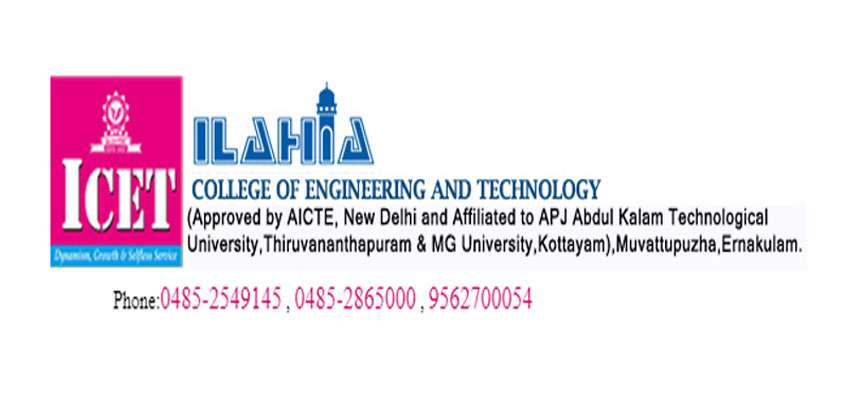 ICET
Dynamism, Growth & Selfless Service
ILAHIA
COLLEGE OF ENGINEERING AND TECHNOLOGY
(Approved by AICTE, New Delhi and Affiliated to APJ Abdul Kalam Technological
University,Thiruvananthapuram & MG University,Kottayam),Muvattupuzha,Ernakulam.
Phone:0485-2549145 , 0485-2865000 , 9562700054